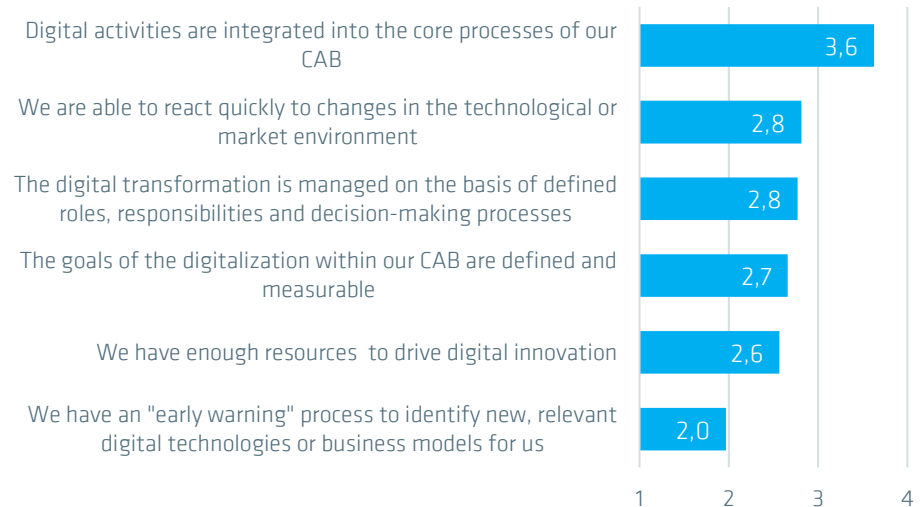 Digital activities are integrated into the core processes of our
CAB
3,6
We are able to react quickly to changes in the technological or
market environment
2,8
The digital transformation is managed on the basis of defined
roles, responsibilities and decision-making processes
2,8
The goals of the digitalization within our CAB are defined and
measurable
2,7
We have enough resources  to drive digital innovation
2,6
We have an "early warning" process to identify new, relevant
digital technologies or business models for us
2,0
1 2 3 4